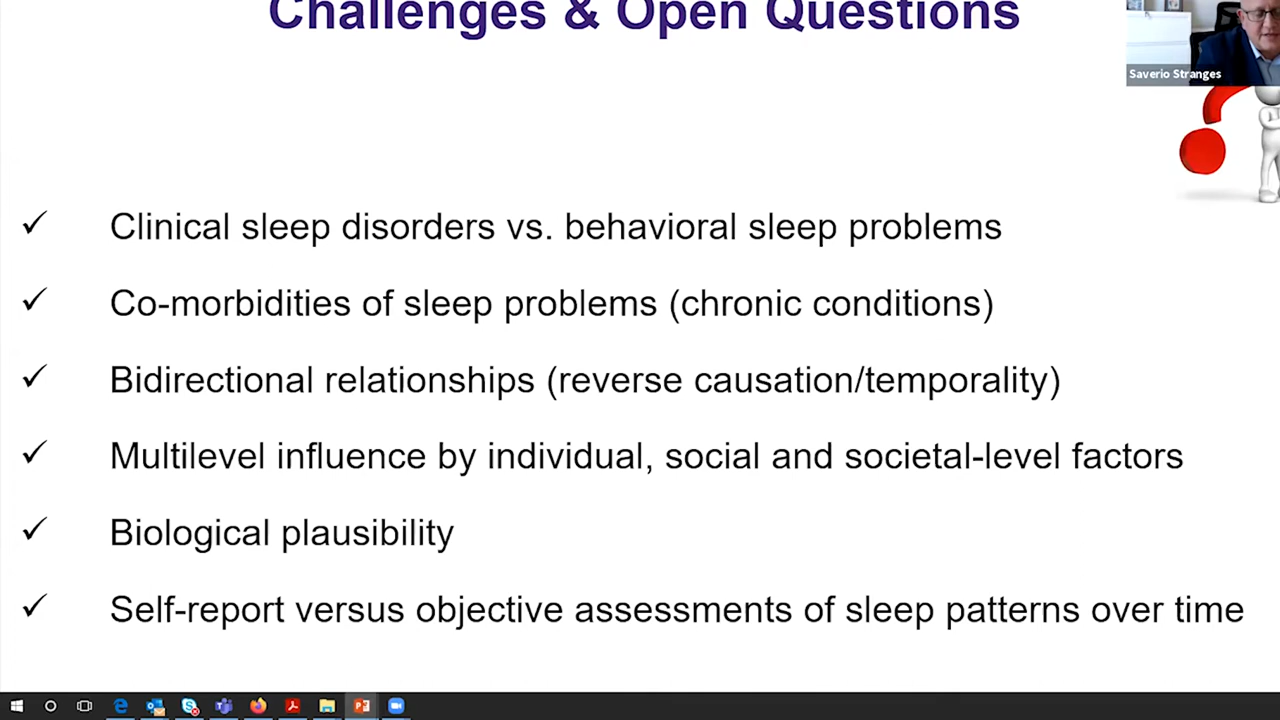 Challenges & Open Questions
Saverio Stranges
Clinical sleep disorders vs. behavioral sleep problems
Co-morbidities of sleep problems (chronic conditions)
Bidirectional relationships (reverse causation/temporality)
Multilevel influence by individual, social and societal-level factors
Biological plausibility
Self-report versus objective assessments of sleep patterns over time